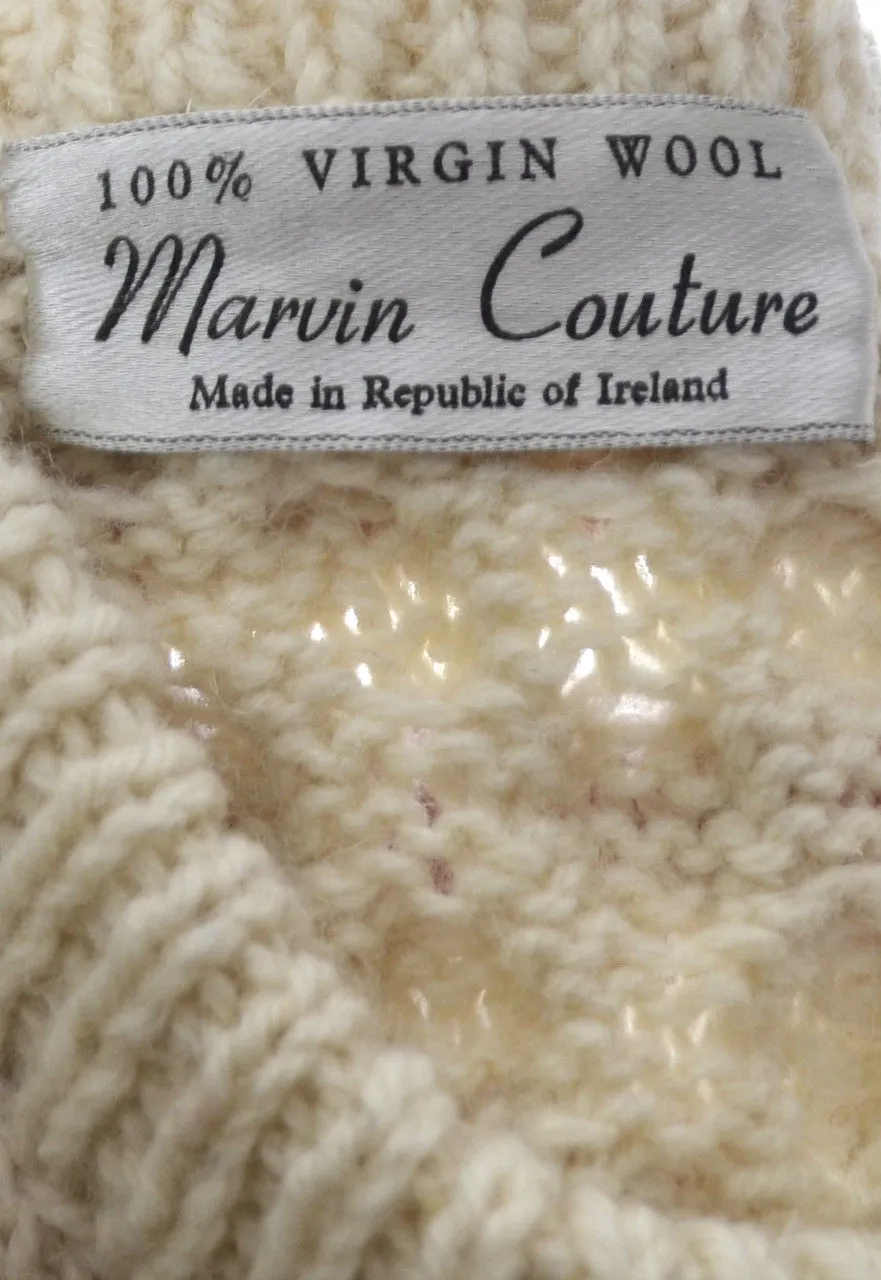 100% VIRGIN WOOL
Marvin Couture
Made in Republic of Ireland